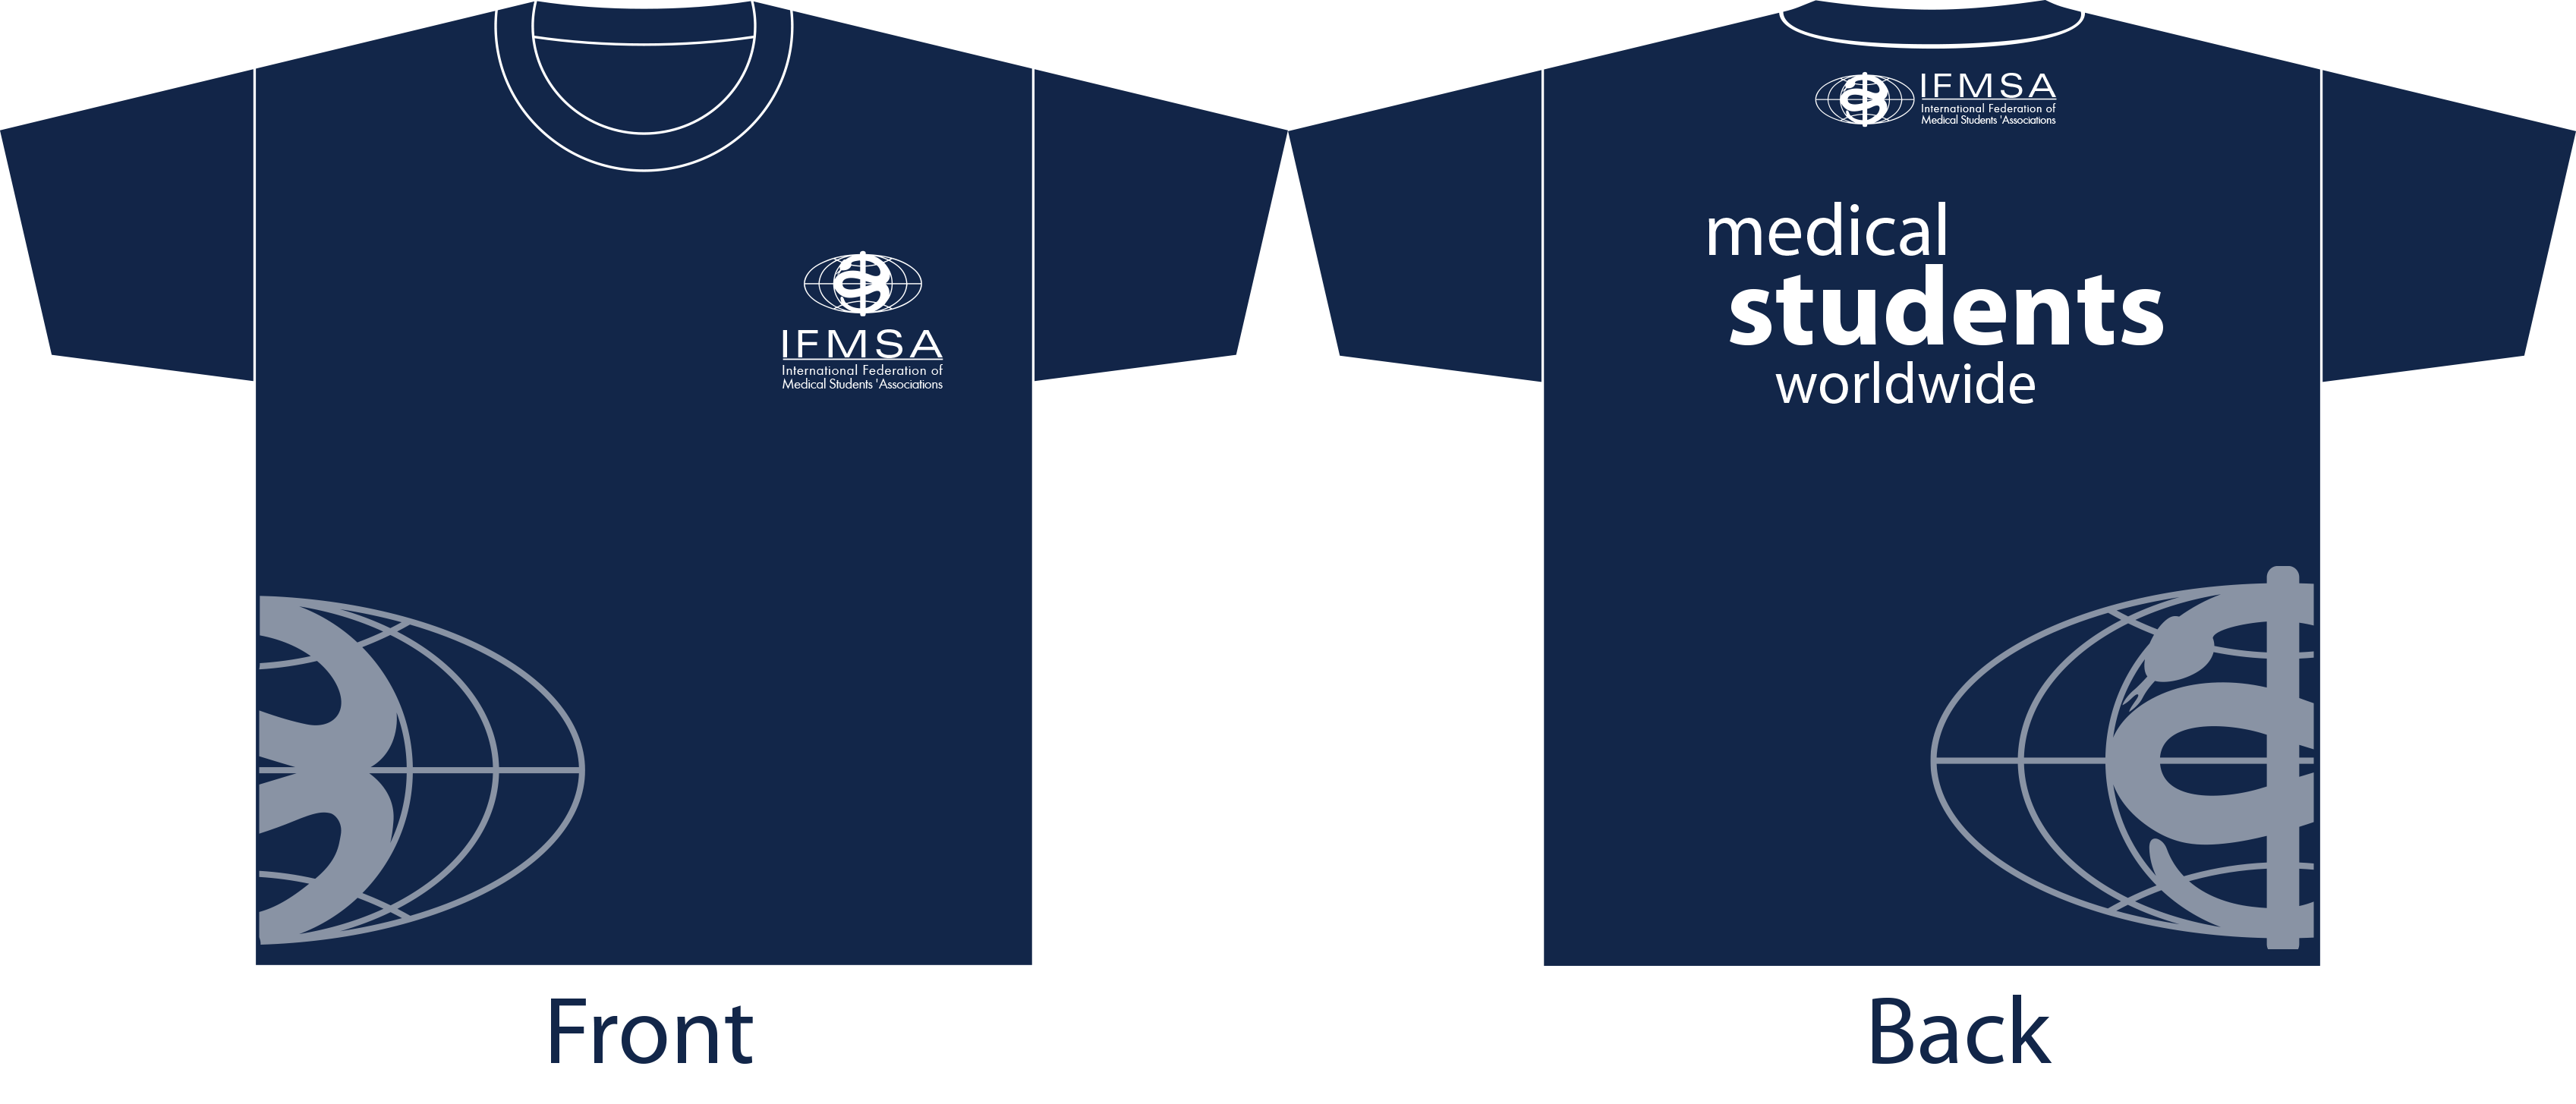 IFMSA
International Federation of
Medical Students 'Associations
Front
IFMSA
International Federation of
Medical Students 'Associations
medical
students
worldwide
Back